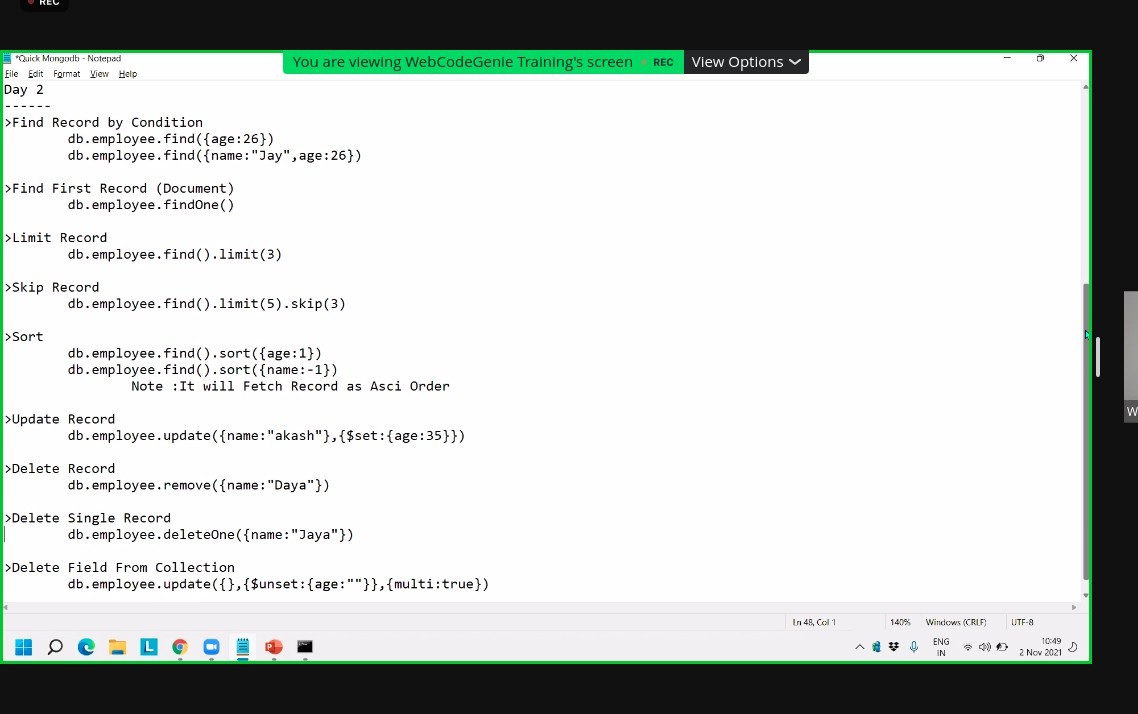 REC
*Quick Mongodb - Notepad
You are viewing WebCodeGenie Training's screen REC View Options
File Edit Format View Help
Day 2
------
>Find Record by Condition
db.employee.find({age:26})
db.employee.find({name:"Jay",age:26})
>Find First Record (Document)
db.employee.findOne()
>Limit Record
db.employee.find().limit(3)
>Skip Record
db.employee.find().limit(5).skip(3)
>Sort
db.employee.find().sort({age:1})
db.employee.find().sort({name:-1})
Note :It will Fetch Record as Asci Order
>Update Record
db.employee.update({name:"akash"},{$set:{age:35}})
>Delete Record
db.employee.remove({name:"Daya"})
>Delete Single Record
db.employee.deleteOne({name:"Jaya"})
>Delete Field From Collection
db.employee.update({},{$unset:{age:""}},{multi:true})
W
Ln 48, Col 1 140% Windows (CRLF) UTF-8
L
ENG
IN
10:49
2 Nov 2021